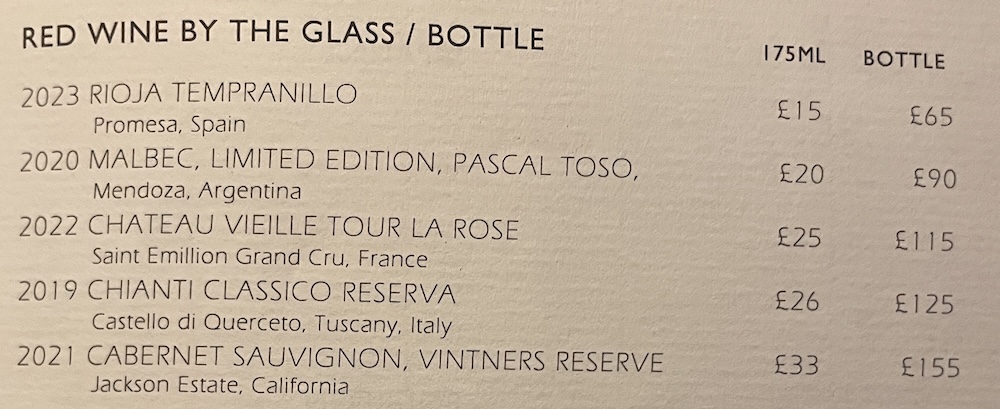 RED WINE BY THE GLASS / BOTTLE 175ML BOTTLE
2023 RIOJA TEMPRANILLO £15 £65
Promesa, Spain
2020 MALBEC, LIMITED EDITION, PASCAL TOSO, £20 £90
Mendoza, Argentina
2022 CHATEAU VIEILLE TOUR LA ROSE £25 £115
Saint Emillion Grand Cru, France
2019 CHIANTI CLASSICO RESERVA £26 £125
Castello di Querceto, Tuscany, Italy
2021 CABERNET SAUVIGNON, VINTNERS RESERVE £33 £155
Jackson Estate, California